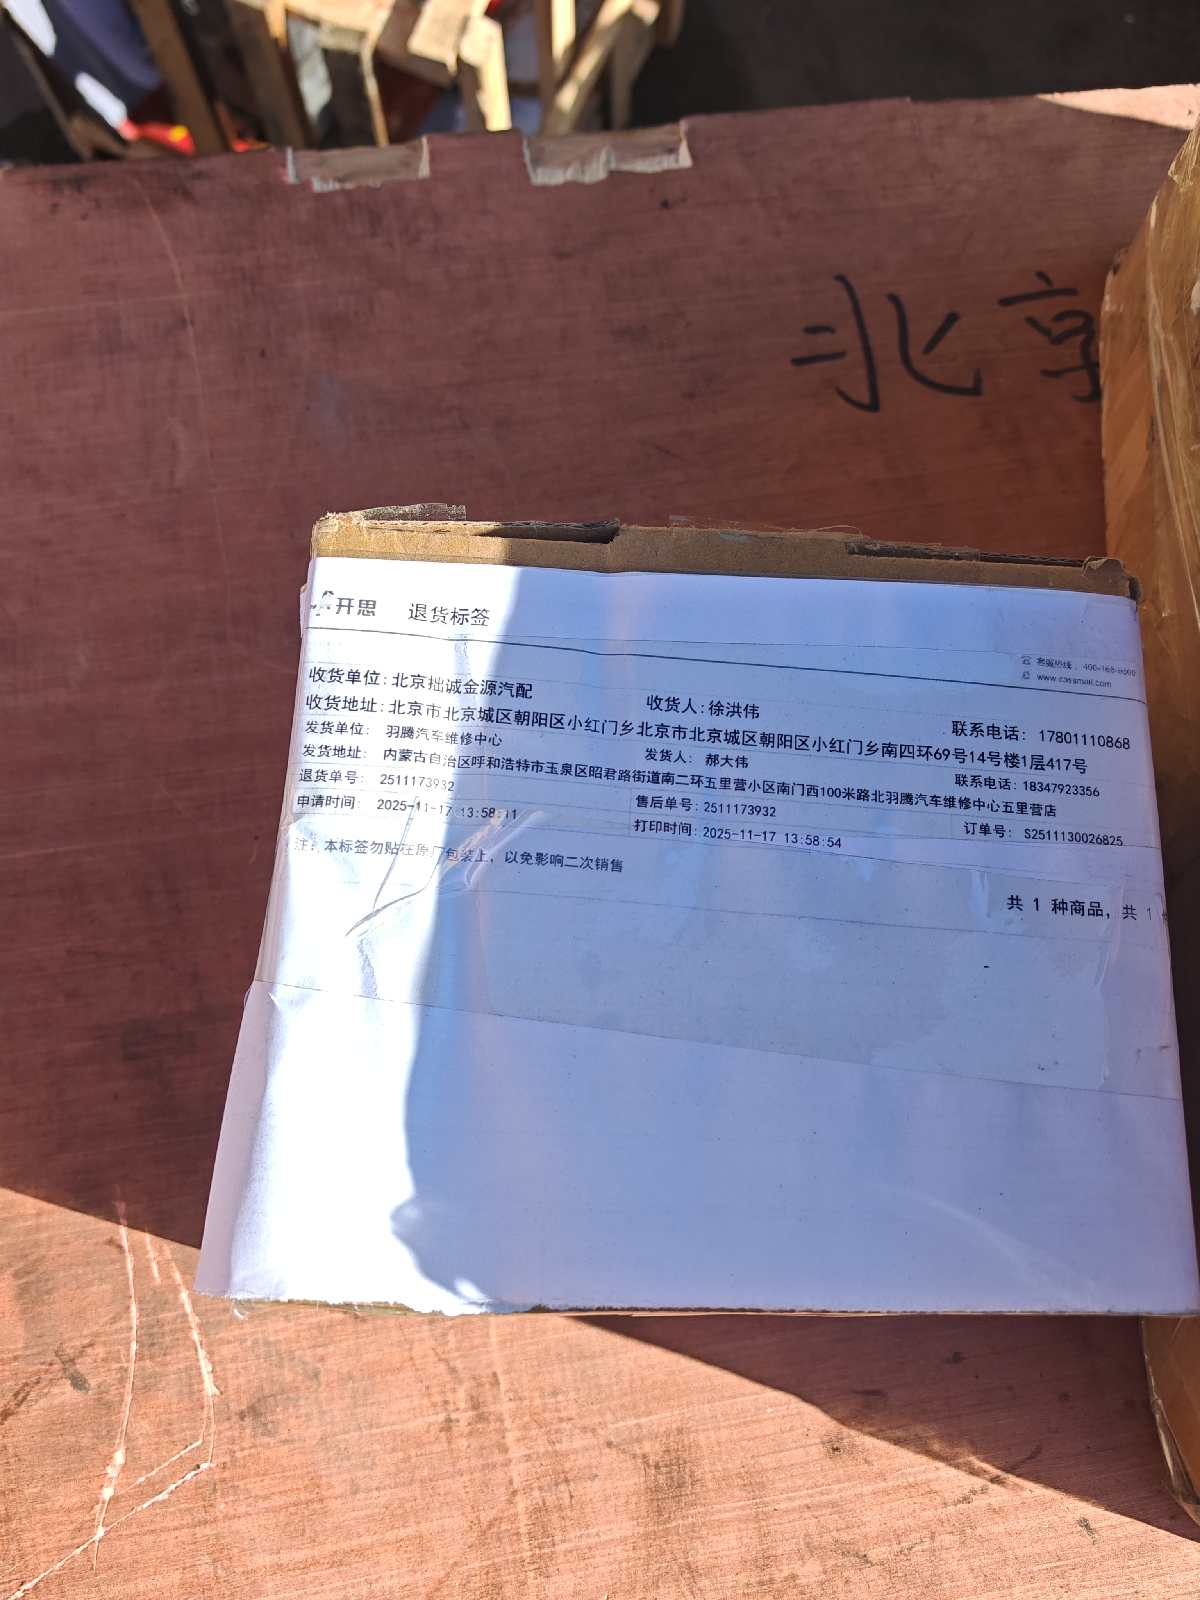 北京
开思 退货标签
客服热线: 400-168-8000
www.cassmall.com
收货单位:北京拙诚金源汽配 收货人:徐洪伟 联系电话: 17801110868
收货地址:北京市北京城区朝阳区小红门乡北京市北京城区朝阳区小红门乡南四环69号14号楼1层417号
发货单位: 羽腾汽车维修中心 发货人: 郝大伟 联系电话:18347923356
发货地址: 内蒙古自治区呼和浩特市玉泉区昭君路街道南二环五里营小区南门西100米路北羽腾汽车维修中心五里营店
退货单号: 2511173932 售后单号:2511173932 订单号: S2511130026825
申请时间: 2025-11-17 13:58:11 打印时间:2025-11-17 13:58:54
注:本标签勿贴在原厂包装上, 以免影响二次销售
共 1 种商品, 共 1